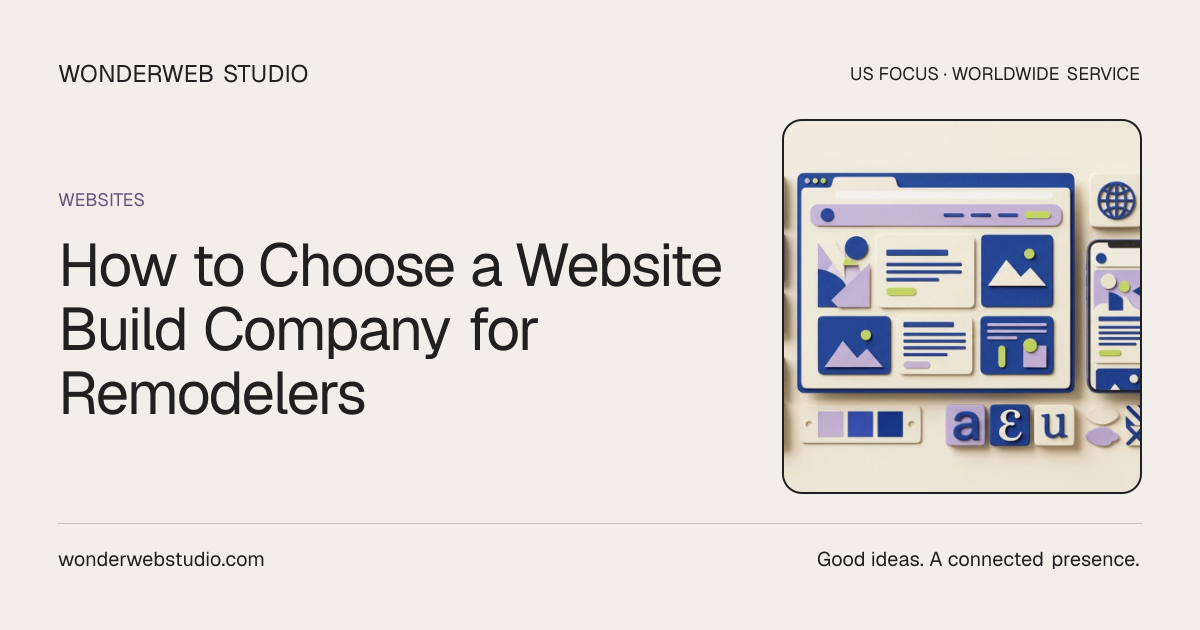 WONDERWEB STUDIO
US FOCUS · WORLDWIDE SERVICE
WEBSITES
How to Choose a Website
Build Company for
Remodelers
a ε u
wonderwebstudio.com
Good ideas. A connected presence.